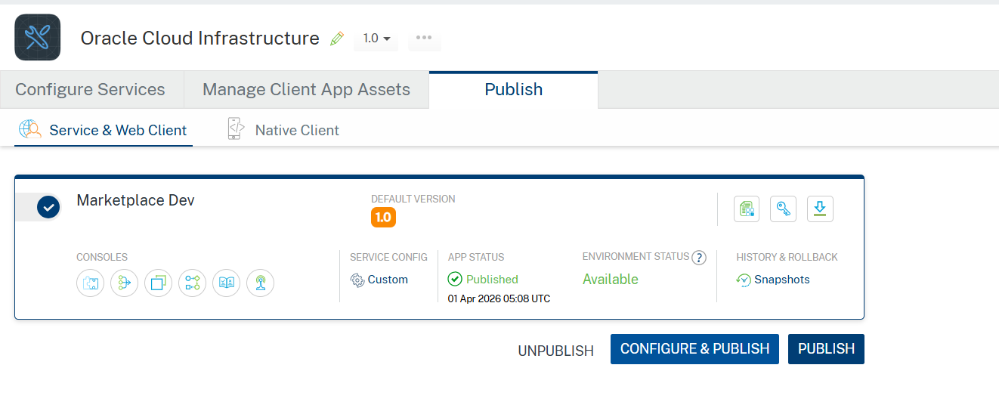 Oracle Cloud Infrastructure
1.0
Configure Services
Manage Client App Assets
Publish
Service & Web Client
Native Client
Marketplace Dev
DEFAULT VERSION
1.0
CONSOLES
SERVICE CONFIG
Custom
APP STATUS
Published
01 Apr 2026 05:08 UTC
ENVIRONMENT STATUS ?
Available
HISTORY & ROLLBACK
Snapshots
UNPUBLISH
CONFIGURE & PUBLISH
PUBLISH